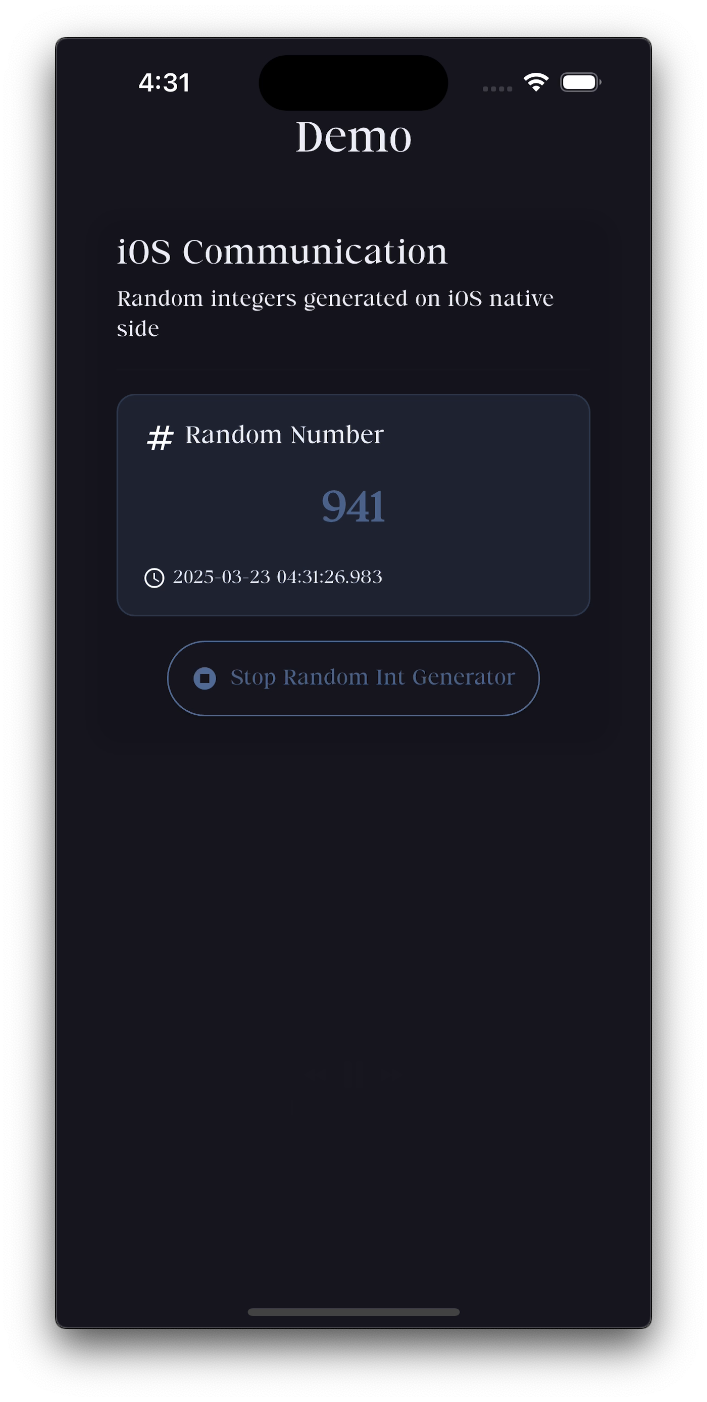 4:31
Demo
iOS Communication
Random integers generated on iOS native
side
# Random Number
941
2025-03-23 04:31:26.983
Stop Random Int Generator